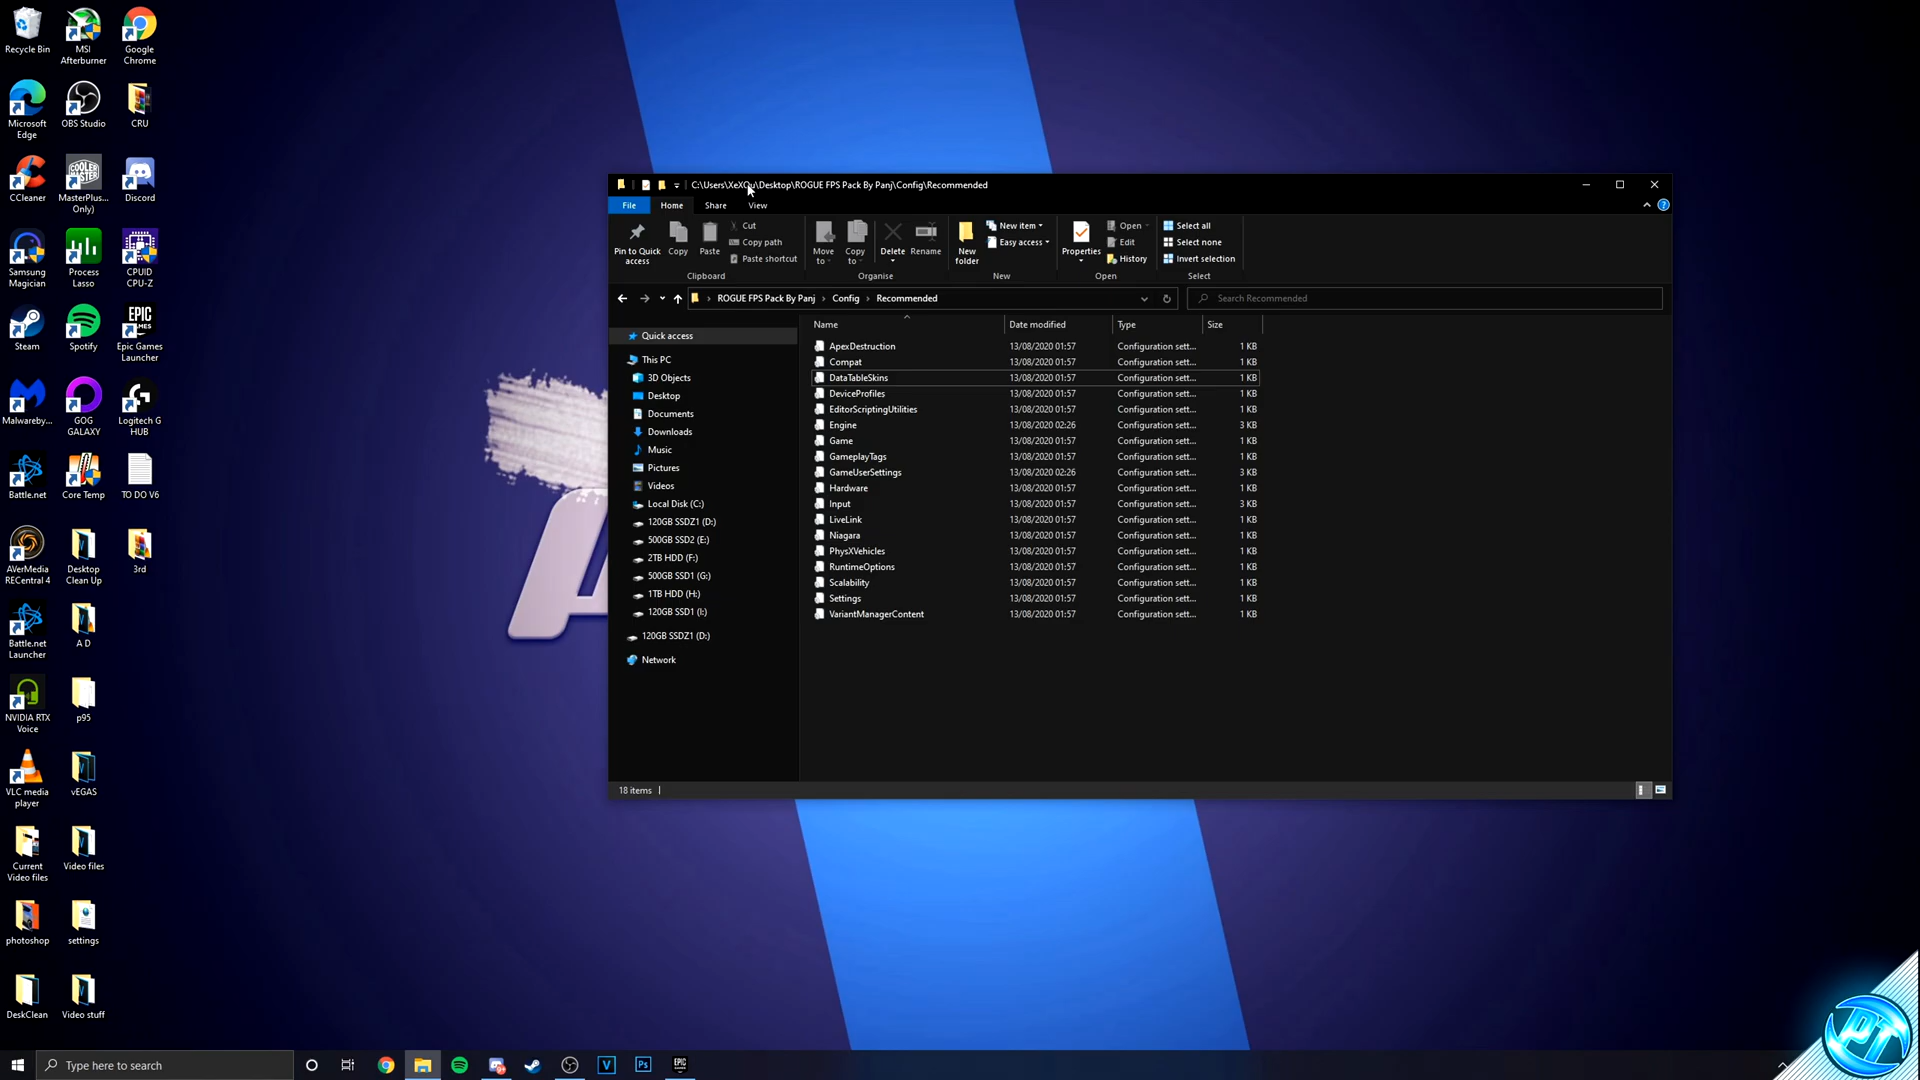 Recycle Bin
MSI
Afterburner
Google
Chrome
Microsoft
Edge
OBS Studio
CRU
CCleaner
COOLER
MASTER
MasterPlus...
Only)
Discord
Samsung
Magician
Process
Lasso
CPUID
CPU-Z
Steam
Spotify
EPIC
GAMES
Epic Games
Launcher
Malwareby...
GOG
GALAXY
Logitech G
HUB
Battle.net
Core Temp
TO DO V6
AVerMedia
RECentral 4
Desktop
Clean Up
3rd
Battle.net
Launcher
A D
NVIDIA RTX
Voice
p95
VLC media
player
vEGAS
Current
Video files
Video files
photoshop
settings
DeskClean
Video stuff
C:\Users\XeXOu\Desktop\ROGUE FPS Pack By Panj\Config\Recommended
File Home Share View
Pin to Quick
access
Copy
Paste
Cut
Copy path
Paste shortcut
Clipboard
Move
to
Copy
to
Delete
Rename
Organise
New
folder
New item
Easy access
New
Properties
Open
Edit
History
Open
Select all
Select none
Invert selection
Select
ROGUE FPS Pack By Panj Config Recommended
Search Recommended
Quick access
This PC
3D Objects
Desktop
Documents
Downloads
Music
Pictures
Videos
Local Disk (C:)
120GB SSDZ1 (D:)
500GB SSD2 (E:)
2TB HDD (F:)
500GB SSD1 (G:)
1TB HDD (H:)
120GB SSD1 (I:)
120GB SSDZ1 (D:)
Network
Name Date modified Type Size
ApexDestruction 13/08/2020 01:57 Configuration sett... 1 KB
Compat 13/08/2020 01:57 Configuration sett... 1 KB
DataTableSkins 13/08/2020 01:57 Configuration sett... 1 KB
DeviceProfiles 13/08/2020 01:57 Configuration sett... 1 KB
EditorScriptingUtilities 13/08/2020 01:57 Configuration sett... 1 KB
Engine 13/08/2020 02:26 Configuration sett... 3 KB
Game 13/08/2020 01:57 Configuration sett... 1 KB
GameplayTags 13/08/2020 01:57 Configuration sett... 1 KB
GameUserSettings 13/08/2020 02:26 Configuration sett... 3 KB
Hardware 13/08/2020 01:57 Configuration sett... 1 KB
Input 13/08/2020 01:57 Configuration sett... 3 KB
LiveLink 13/08/2020 01:57 Configuration sett... 1 KB
Niagara 13/08/2020 01:57 Configuration sett... 1 KB
PhysXVehicles 13/08/2020 01:57 Configuration sett... 1 KB
RuntimeOptions 13/08/2020 01:57 Configuration sett... 1 KB
Scalability 13/08/2020 01:57 Configuration sett... 1 KB
Settings 13/08/2020 01:57 Configuration sett... 1 KB
VariantManagerContent 13/08/2020 01:57 Configuration sett... 1 KB
18 items
Type here to search